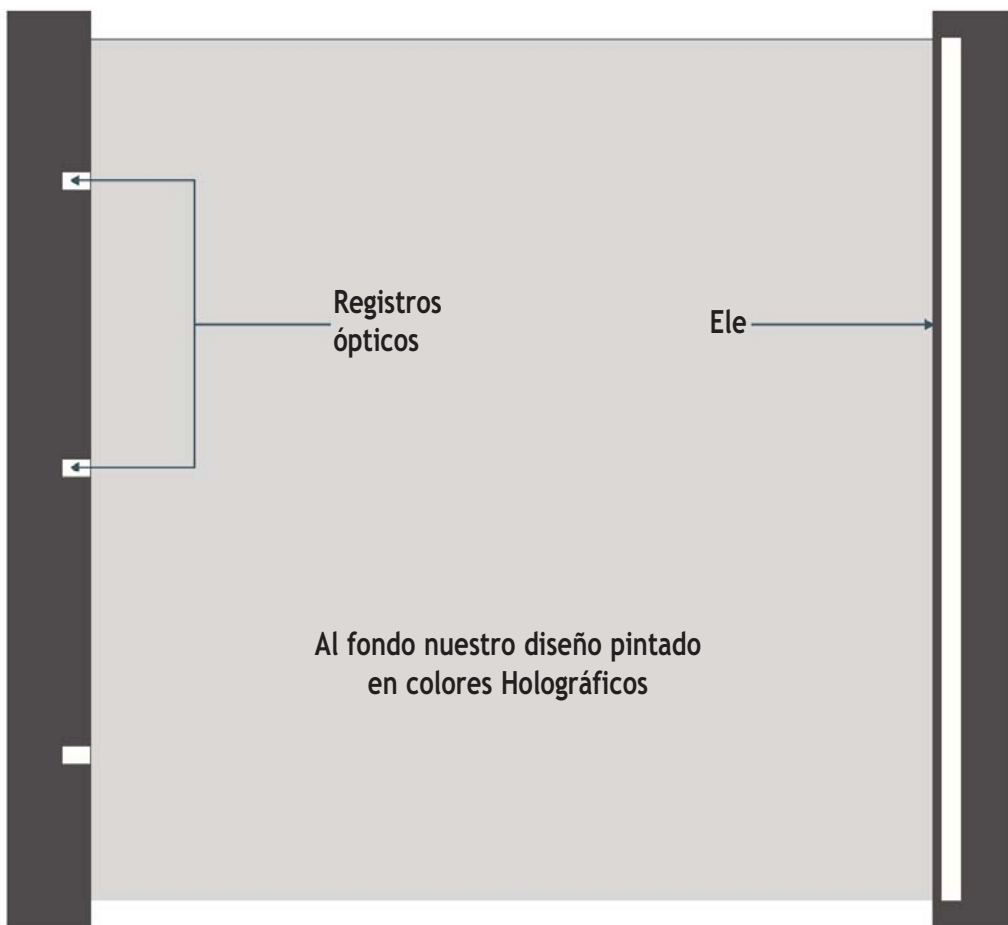 Registros
ópticos
Ele
Al fondo nuestro diseño pintado
en colores Holográficos